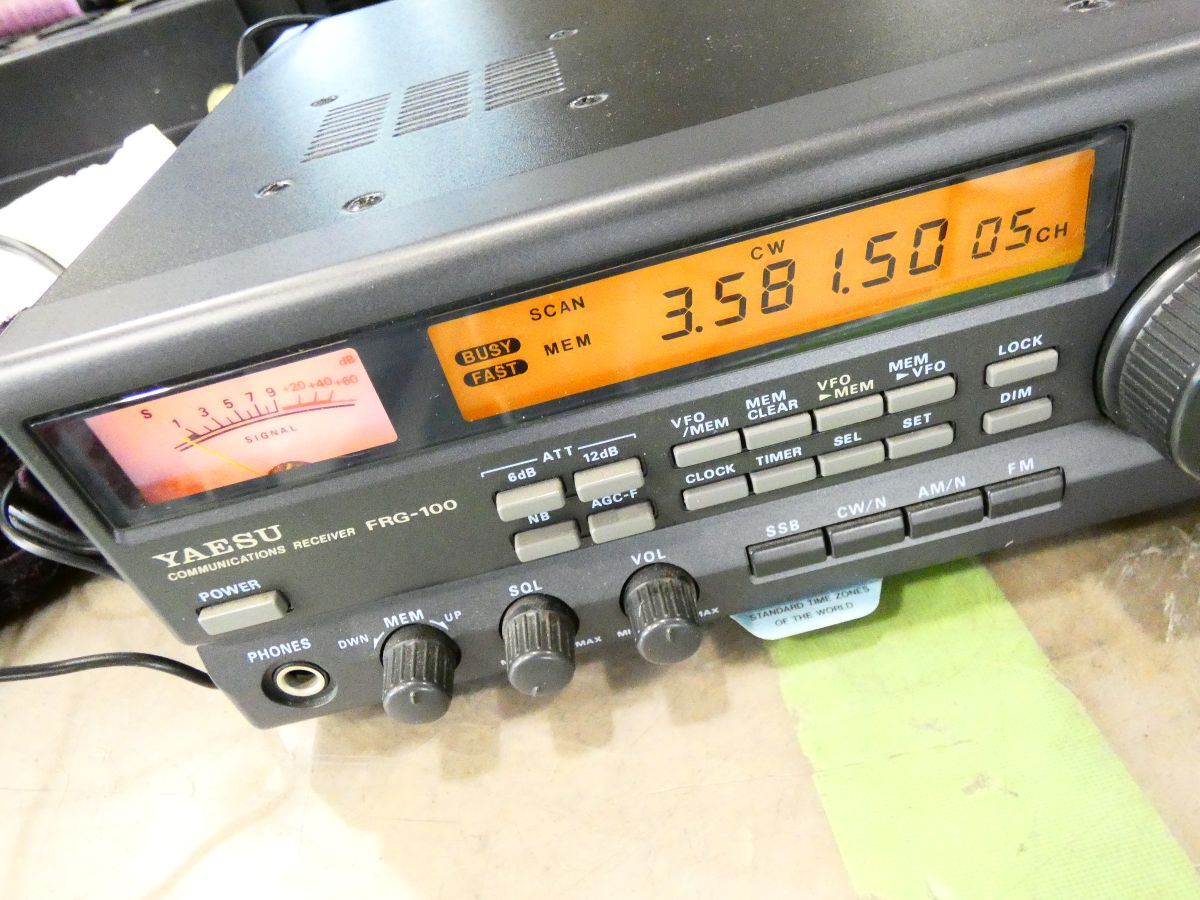 CW
SCAN
3.581.50 05 CH
BUSY
MEM
FAST
dB
S 1 3 5 7 9 +20 +40 +60
SIGNAL
LOCK
MEM
►VFO
VFO
►MEM
MEM
CLEAR
VFO
/MEM
DIM
ATT
6dB 12dB
CLOCK TIMER SEL SET
NB AGC-F
YAESU
COMMUNICATIONS RECEIVER FRG-100
SSB CW/N AM/N FM
POWER
PHONES
DWN MEM UP
SQL
MAX
VOL
STANDARD TIME ZONES
OF THE WORLD